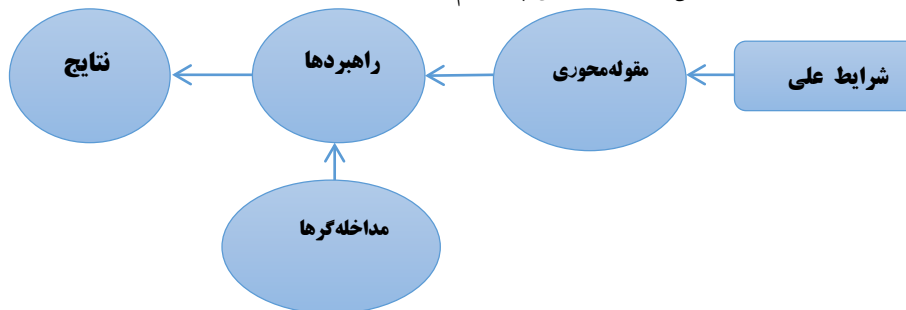 شرایط علی
مقوله‌محوری
راهبردها
نتایج
مداخله‌گرها